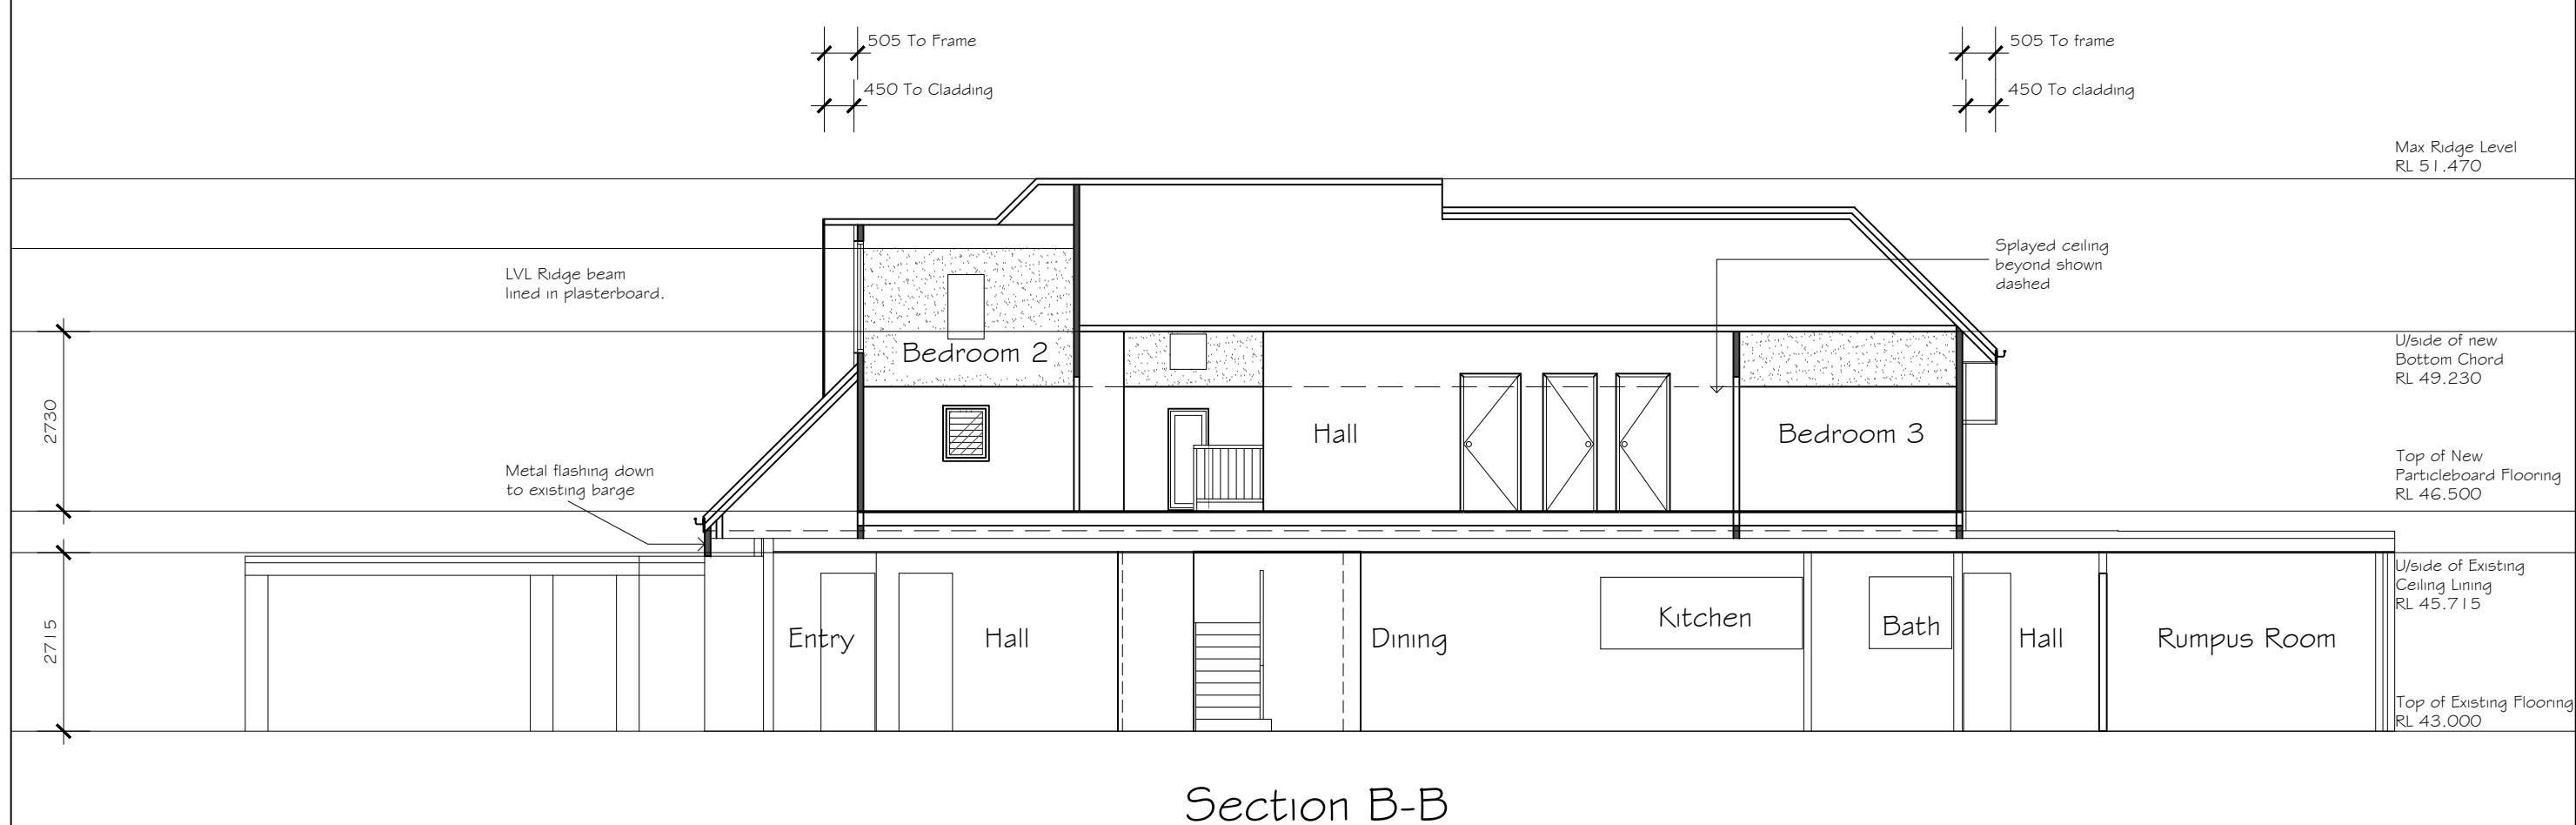 505 To Frame
450 To Cladding
505 To frame
450 To cladding
Max Ridge Level
RL 51.470
Splayed ceiling
beyond shown
dashed
LVL Ridge beam
lined in plasterboard.
U/side of new
Bottom Chord
RL 49.230
Bedroom 2
2730
Hall
Bedroom 3
Top of New
Particleboard Flooring
RL 46.500
Metal flashing down
to existing barge
U/side of Existing
Ceiling Lining
RL 45.715
2715
Entry
Hall
Dining
Kitchen
Bath
Hall
Rumpus Room
Top of Existing Flooring
RL 43.000
Section B-B